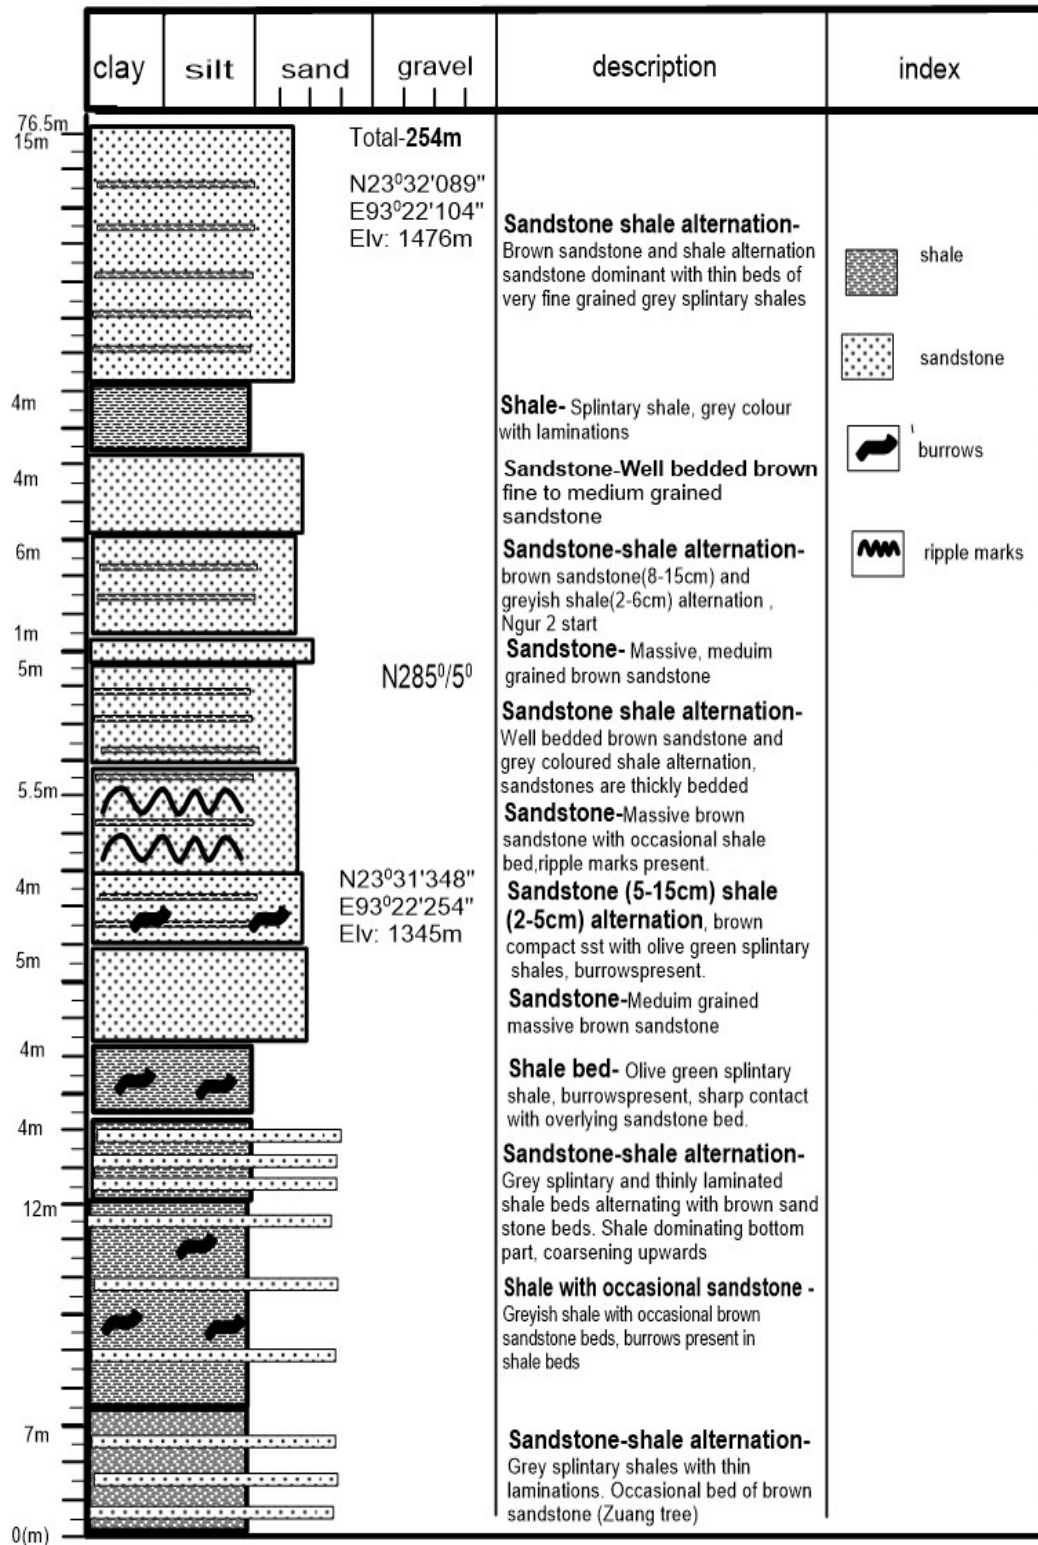 clay silt sand gravel description index
76.5m
15m
Total-254m
N23⁰32'089"
E93⁰22'104"
Elv: 1476m
Sandstone shale alternation-
Brown sandstone and shale alternation
sandstone dominant with thin beds of
very fine grained grey splintary shales
4m
Shale- Splintary shale, grey colour
with laminations
4m
Sandstone-Well bedded brown
fine to medium grained
sandstone
6m
Sandstone-shale alternation-
brown sandstone(8-15cm) and
greyish shale(2-6cm) alternation ,
Ngur 2 start
1m
Sandstone- Massive, meduim
grained brown sandstone
5m
N285⁰/5⁰
Sandstone shale alternation-
Well bedded brown sandstone and
grey coloured shale alternation,
sandstones are thickly bedded
5.5m
Sandstone-Massive brown
sandstone with occasional shale
bed,ripple marks present.
4m
N23⁰31'348"
E93⁰22'254"
Elv: 1345m
Sandstone (5-15cm) shale
(2-5cm) alternation, brown
compact sst with olive green splintary
shales, burrowspresent.
5m
Sandstone-Meduim grained
massive brown sandstone
4m
Shale bed- Olive green splintary
shale, burrowspresent, sharp contact
with overlying sandstone bed.
4m
Sandstone-shale alternation-
Grey splintary and thinly laminated
shale beds alternating with brown sand
stone beds. Shale dominating bottom
part, coarsening upwards
12m
Shale with occasional sandstone -
Greyish shale with occasional brown
sandstone beds, burrows present in
shale beds
7m
Sandstone-shale alternation-
Grey splintary shales with thin
laminations. Occasional bed of brown
sandstone (Zuang tree)
0(m)
shale
sandstone
burrows
ripple marks